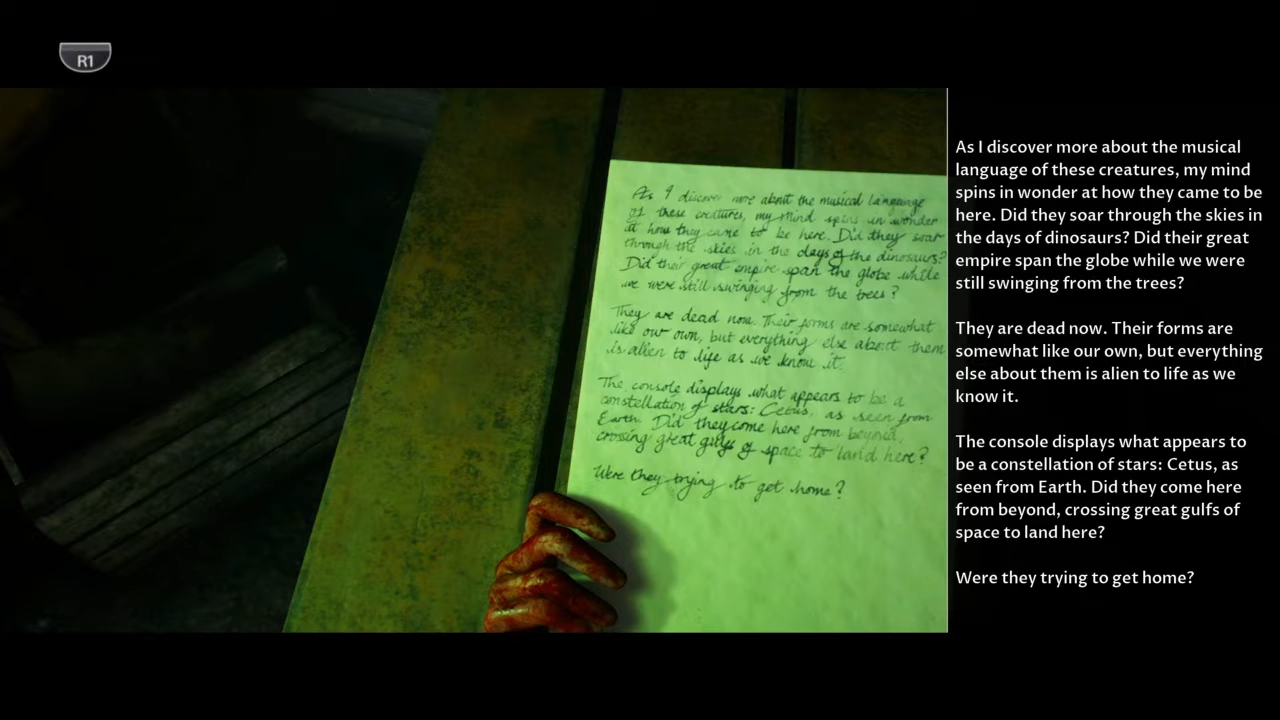 R1
As I discover more about the musical language
of these creatures, my mind spins in wonder
at how they came to be here. Did they soar
through the skies in the days of the dinosaurs?
Did their great empire span the globe while
we were still swinging from the trees?
They are dead now. Their forms are somewhat
like our own, but everything else about them
is alien to life as we know it.
The console displays what appears to be a
constellation of stars: Cetus, as seen from
Earth. Did they come here from beyond,
crossing great gulfs of space to land here?
Were they trying to get home?
As I discover more about the musical
language of these creatures, my mind
spins in wonder at how they came to be
here. Did they soar through the skies in
the days of dinosaurs? Did their great
empire span the globe while we were
still swinging from the trees?
They are dead now. Their forms are
somewhat like our own, but everything
else about them is alien to life as we
know it.
The console displays what appears to
be a constellation of stars: Cetus, as
seen from Earth. Did they come here
from beyond, crossing great gulfs of
space to land here?
Were they trying to get home?